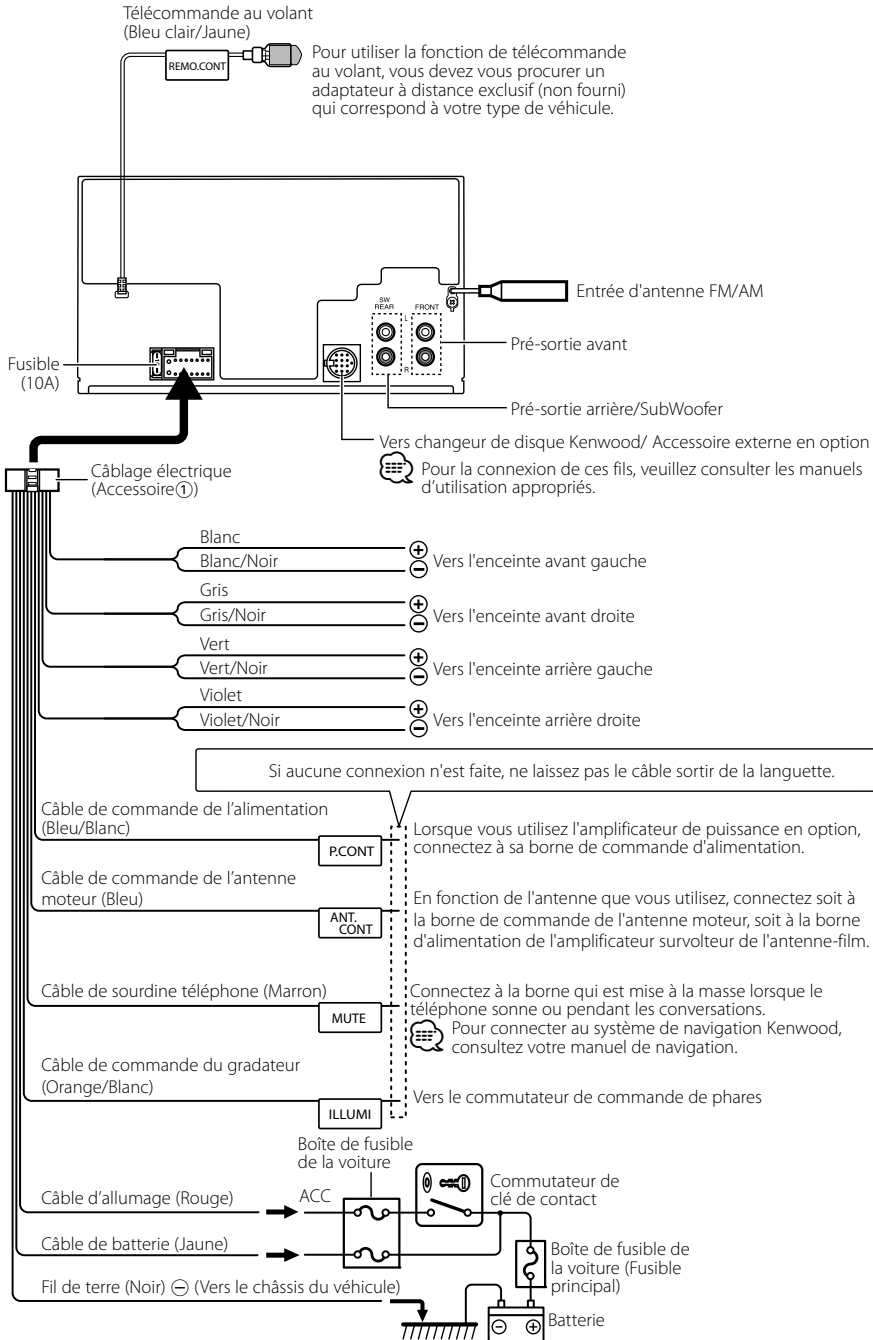 Télécommande au volant
(Bleu clair/Jaune)
REMO.CONT
Pour utiliser la fonction de télécommande
au volant, vous devez vous procurer un
adaptateur à distance exclusif (non fourni)
qui correspond à votre type de véhicule.
SW
REAR
FRONT
L
R
Entrée d'antenne FM/AM
Pré-sortie avant
Fusible
(10A)
Pré-sortie arrière/SubWoofer
Vers changeur de disque Kenwood/ Accessoire externe en option
Pour la connexion de ces fils, veuillez consulter les manuels
d’utilisation appropriés.
Câblage électrique
(Accessoire①)
Blanc
Blanc/Noir
⊕
⊖
Vers l'enceinte avant gauche
Gris
Gris/Noir
⊕
⊖
Vers l'enceinte avant droite
Vert
Vert/Noir
⊕
⊖
Vers l'enceinte arrière gauche
Violet
Violet/Noir
⊕
⊖
Vers l'enceinte arrière droite
Si aucune connexion n'est faite, ne laissez pas le câble sortir de la languette.
Câble de commande de l’alimentation
(Bleu/Blanc)
P.CONT
Lorsque vous utilisez l'amplificateur de puissance en option,
connectez à sa borne de commande d'alimentation.
Câble de commande de l’antenne
moteur (Bleu)
ANT.
CONT
En fonction de l'antenne que vous utilisez, connectez soit à
la borne de commande de l'antenne moteur, soit à la borne
d'alimentation de l'amplificateur survolteur de l'antenne-film.
Câble de sourdine téléphone (Marron)
MUTE
Connectez à la borne qui est mise à la masse lorsque le
téléphone sonne ou pendant les conversations.
Pour connecter au système de navigation Kenwood,
consultez votre manuel de navigation.
Câble de commande du gradateur
(Orange/Blanc)
ILLUMI
Vers le commutateur de commande de phares
Boîte de fusible
de la voiture
Câble d’allumage (Rouge)
ACC
Commutateur de
clé de contact
Câble de batterie (Jaune)
Boîte de fusible de
la voiture (Fusible
principal)
Fil de terre (Noir) ⊖ (Vers le châssis du véhicule)
⊖ ⊕
Batterie